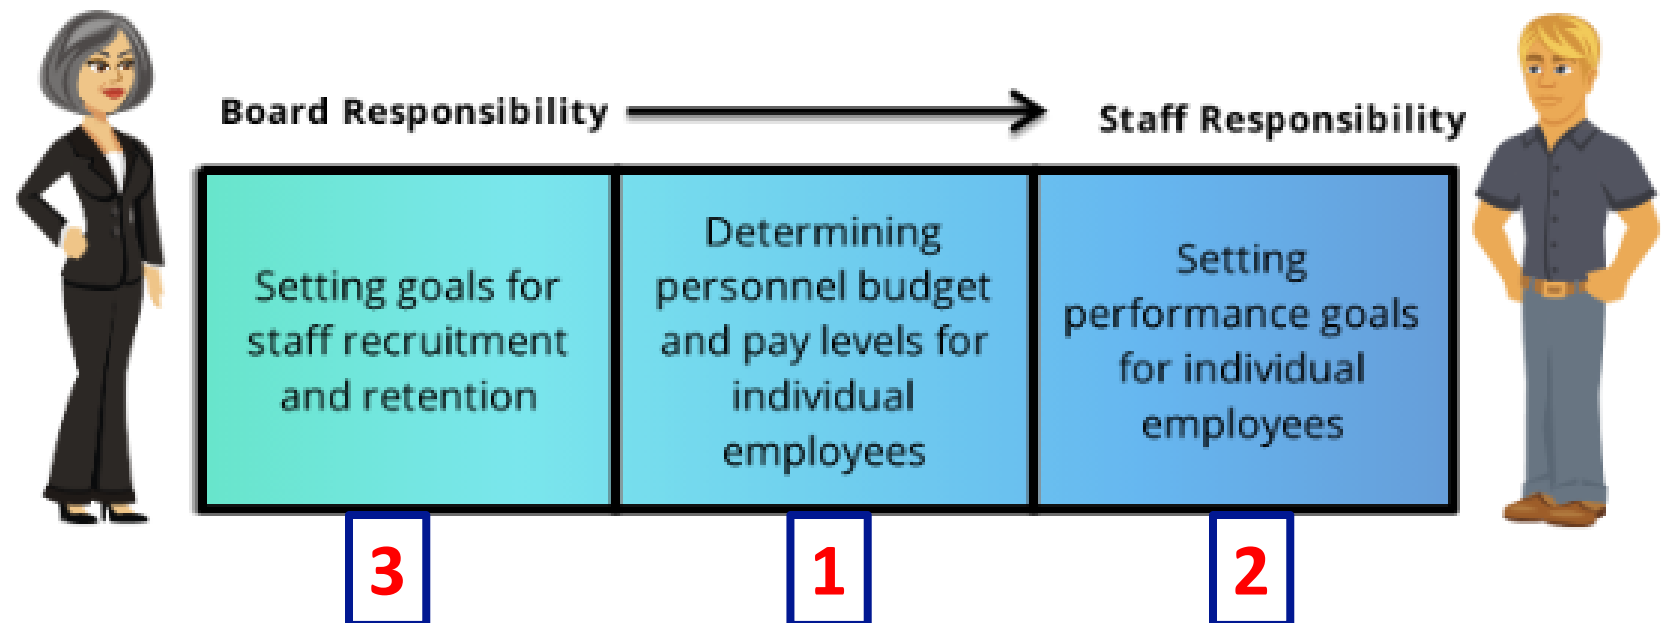 Board Responsibility
Staff Responsibility
Setting goals for
staff recruitment
and retention
Determining
personnel budget
and pay levels for
individual
employees
Setting
performance goals
for individual
employees
3
1
2